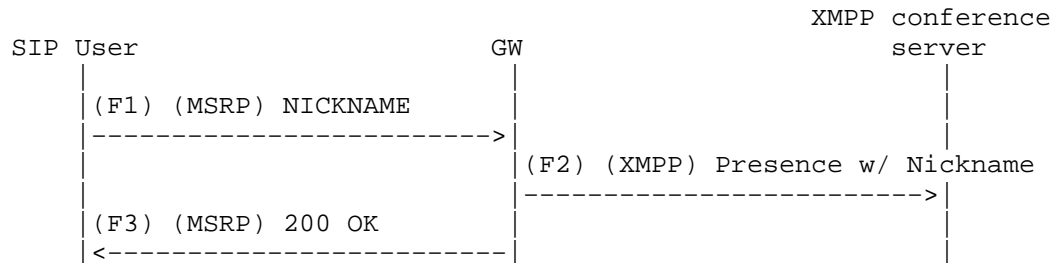 XMPP conference
SIP User GW server
(F1) (MSRP) NICKNAME
(F2) (XMPP) Presence w/ Nickname
(F3) (MSRP) 200 OK